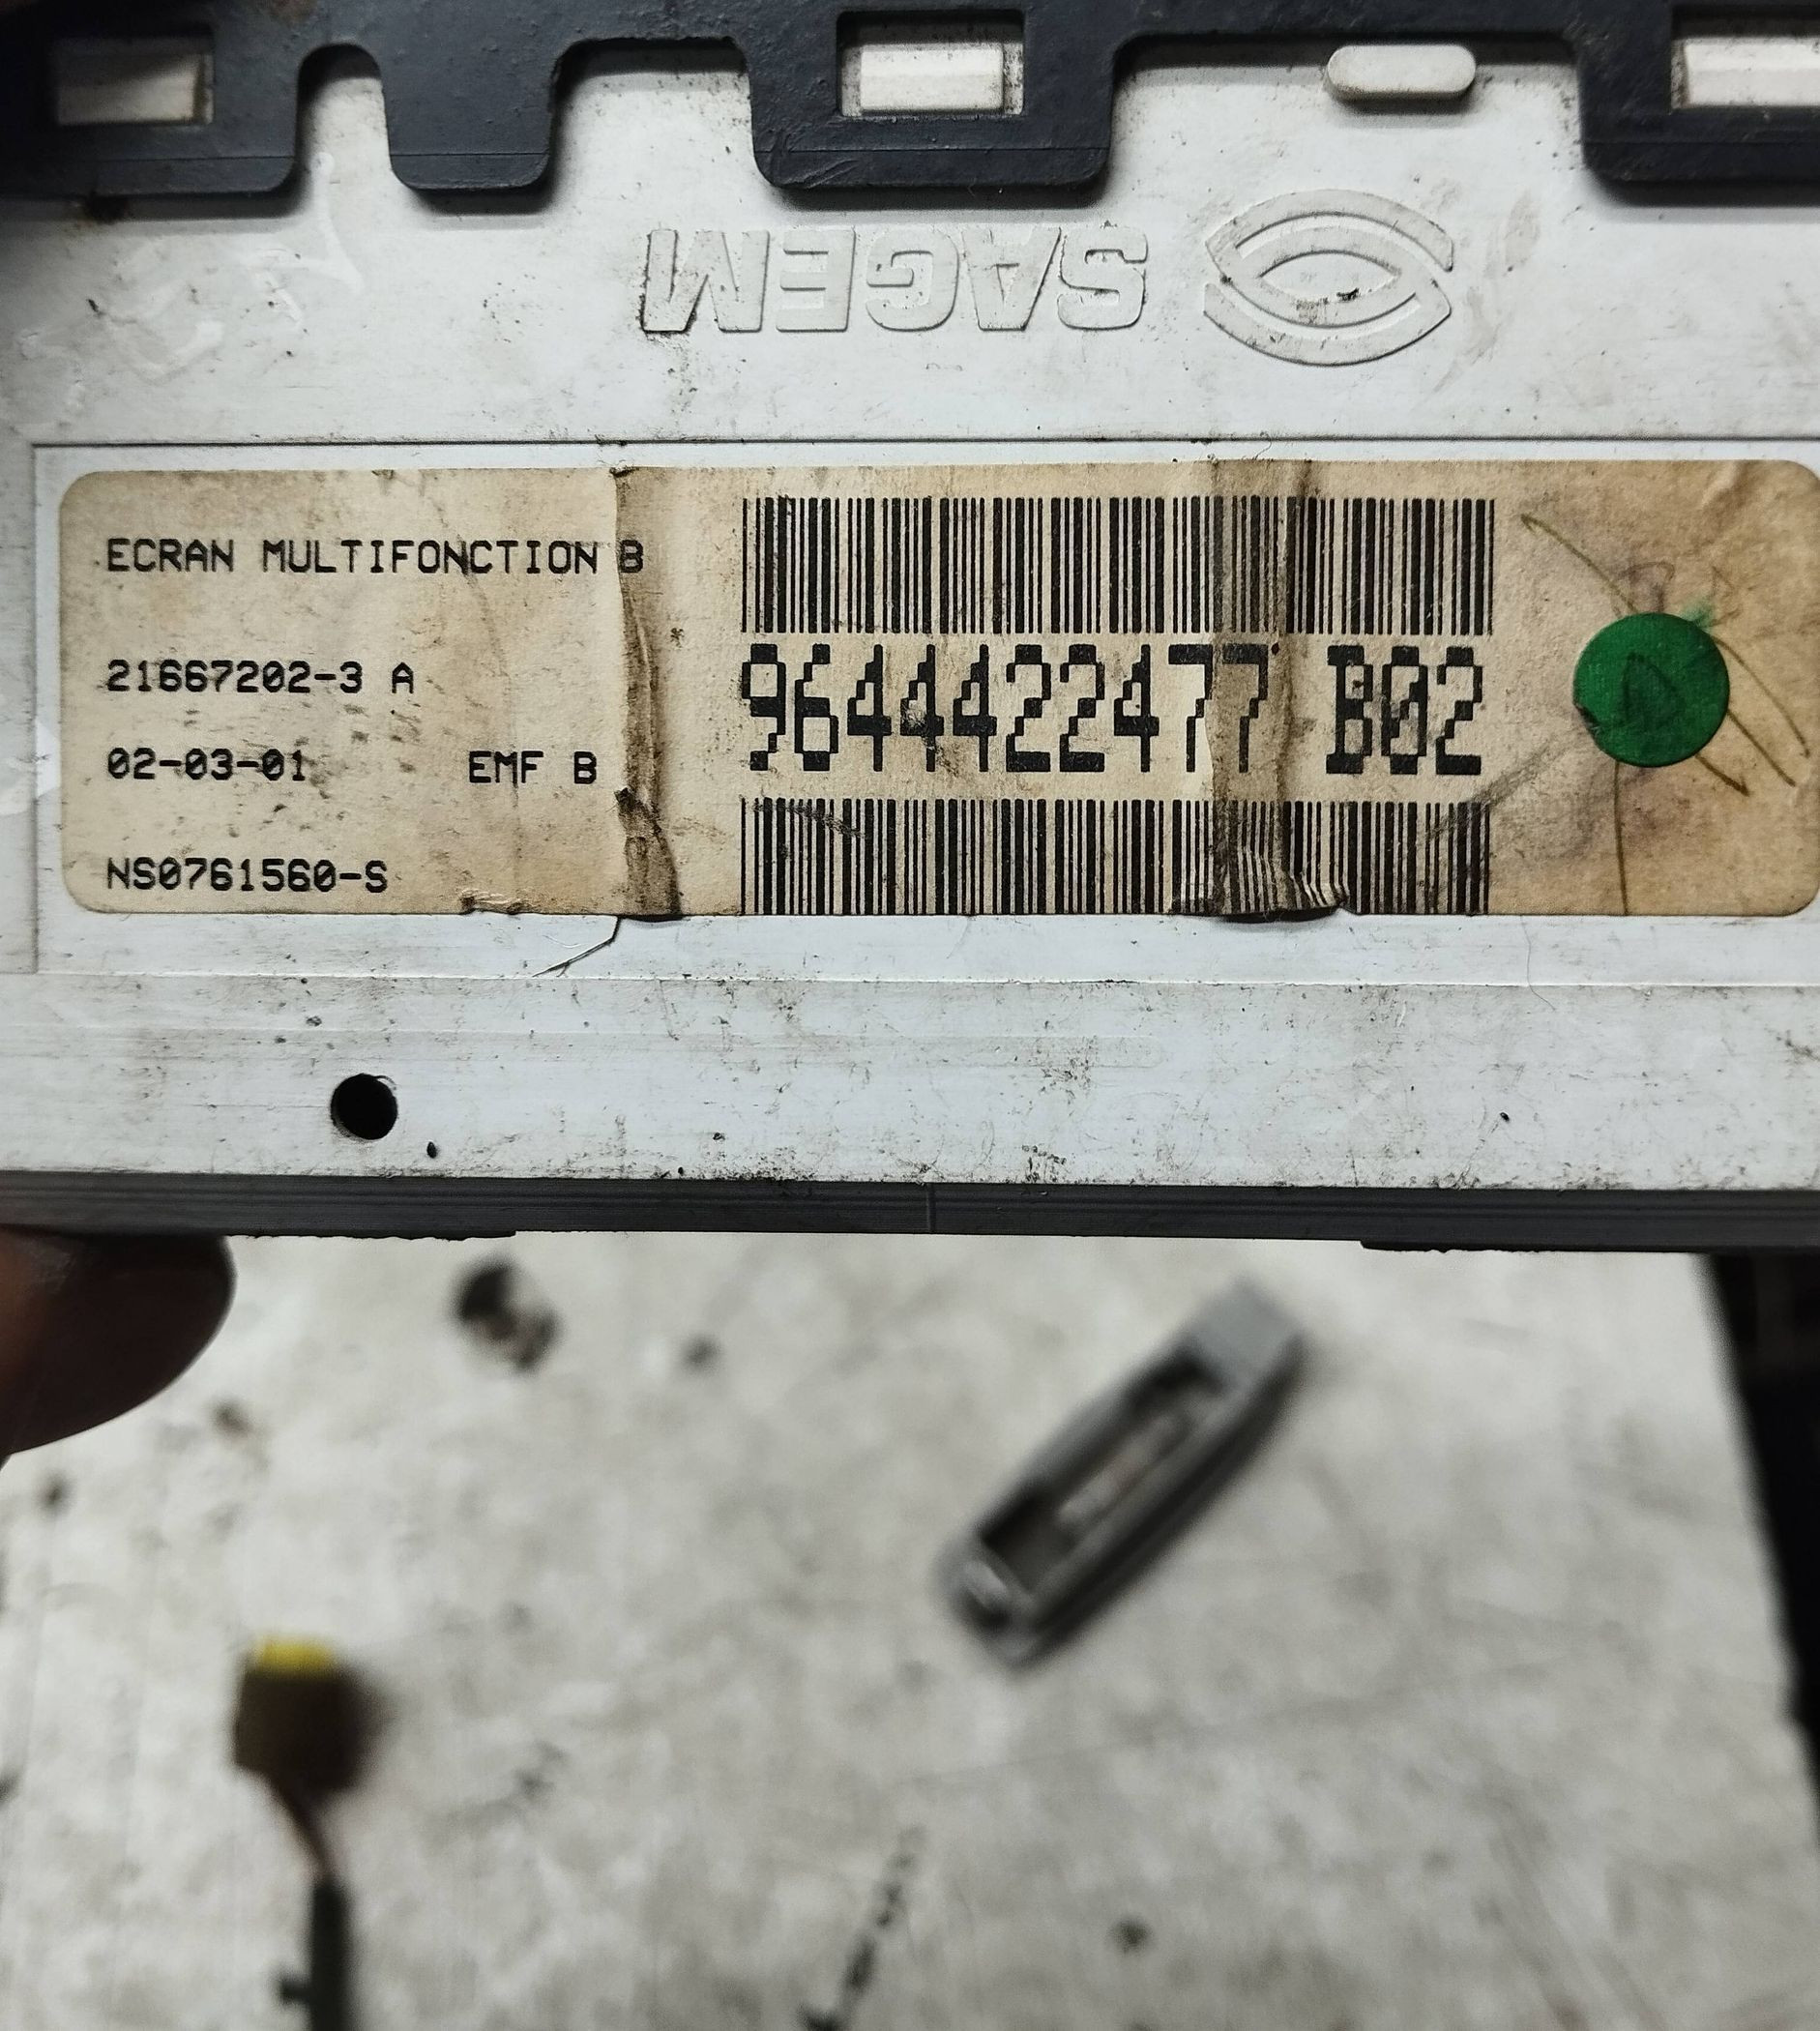 SAGEM
ECRAN MULTIFONCTION B
21667202-3 A
02-03-01 EMF B
NS0761560-S
9644422477 B02